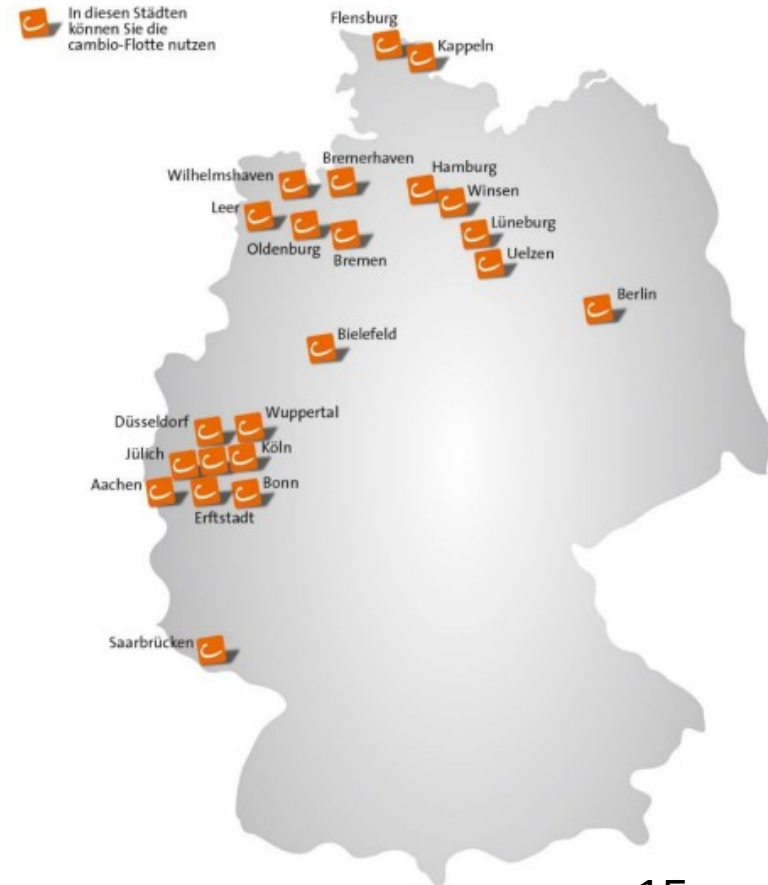 In diesen Städten
können Sie die
cambio-Flotte nutzen
Flensburg
Kappeln
Bremerhaven
Hamburg
Wilhelmshaven
Winsen
Leer
Lüneburg
Oldenburg
Bremen
Uelzen
Berlin
Bielefeld
Wuppertal
Düsseldorf
Jülich
Köln
Aachen
Bonn
Erftstadt
Saarbrücken
15